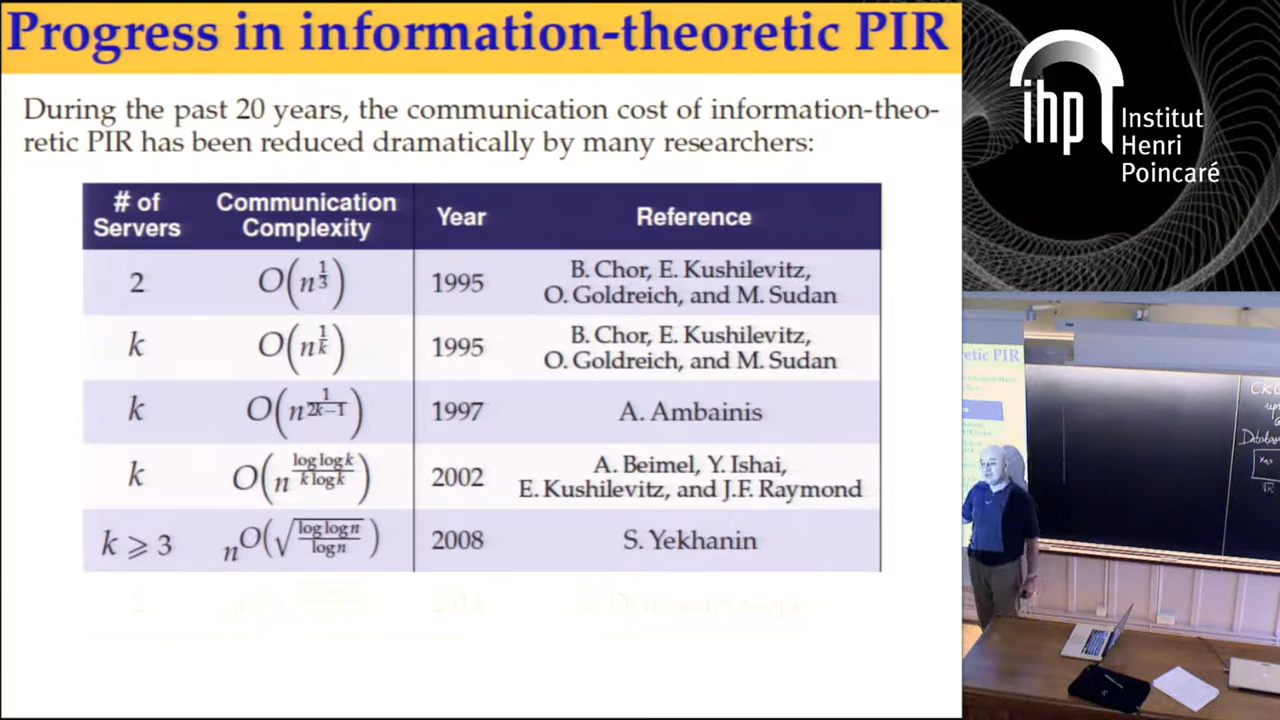 Progress in information-theoretic PIR
During the past 20 years, the communication cost of information-theo-
retic PIR has been reduced dramatically by many researchers:
# of Servers | Communication Complexity | Year | Reference
2 | O(n^{1/3}) | 1995 | B. Chor, E. Kushilevitz,
O. Goldreich, and M. Sudan
k | O(n^{1/k}) | 1995 | B. Chor, E. Kushilevitz,
O. Goldreich, and M. Sudan
k | O(n^{1/(2k−1)}) | 1997 | A. Ambainis
k | O(n^{log log k / k log k}) | 2002 | A. Beimel, Y. Ishai,
E. Kushilevitz, and J.F. Raymond
k ⩾ 3 | n^{O(√(log log n / log n))} | 2008 | S. Yekhanin
ihp
Institut
Henri
Poincaré
etic PIR
Database